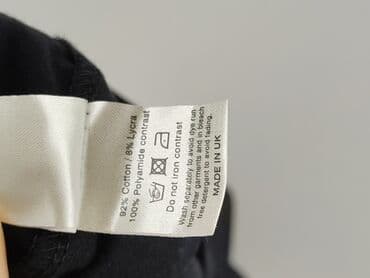 92% Cotton / 8% Lycra
100% Polyamide contrast
Do not iron contrast
Wash separately to avoid dye run
from other garments and in bleach
free detergent to avoid fading.
MADE IN UK